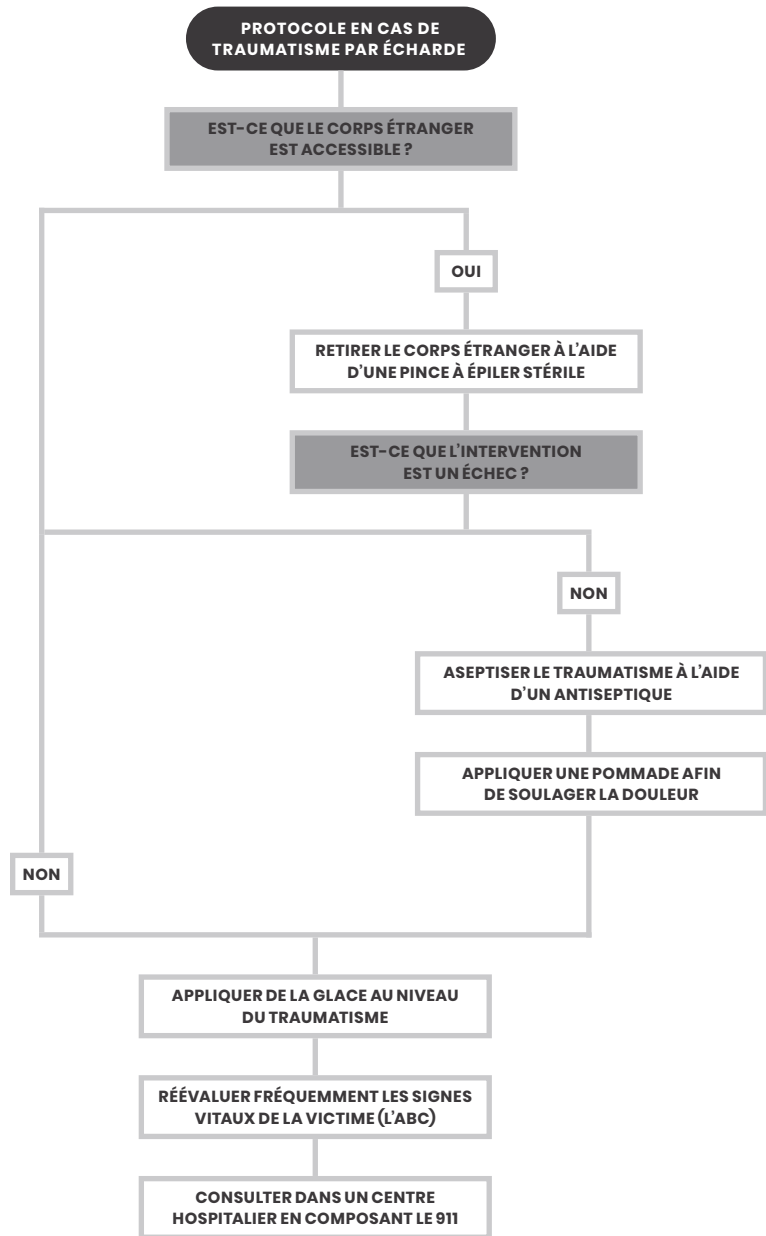 PROTOCOLE EN CAS DE
TRAUMATISME PAR ÉCHARDE
EST-CE QUE LE CORPS ÉTRANGER
EST ACCESSIBLE ?
OUI
RETIRER LE CORPS ÉTRANGER À L'AIDE
D'UNE PINCE À ÉPILER STÉRILE
EST-CE QUE L'INTERVENTION
EST UN ÉCHEC ?
NON
ASEPTISER LE TRAUMATISME À L'AIDE
D'UN ANTISEPTIQUE
APPLIQUER UNE POMMADE AFIN
DE SOULAGER LA DOULEUR
NON
APPLIQUER DE LA GLACE AU NIVEAU
DU TRAUMATISME
RÉÉVALUER FRÉQUEMMENT LES SIGNES
VITAUX DE LA VICTIME (L'ABC)
CONSULTER DANS UN CENTRE
HOSPITALIER EN COMPOSANT LE 911